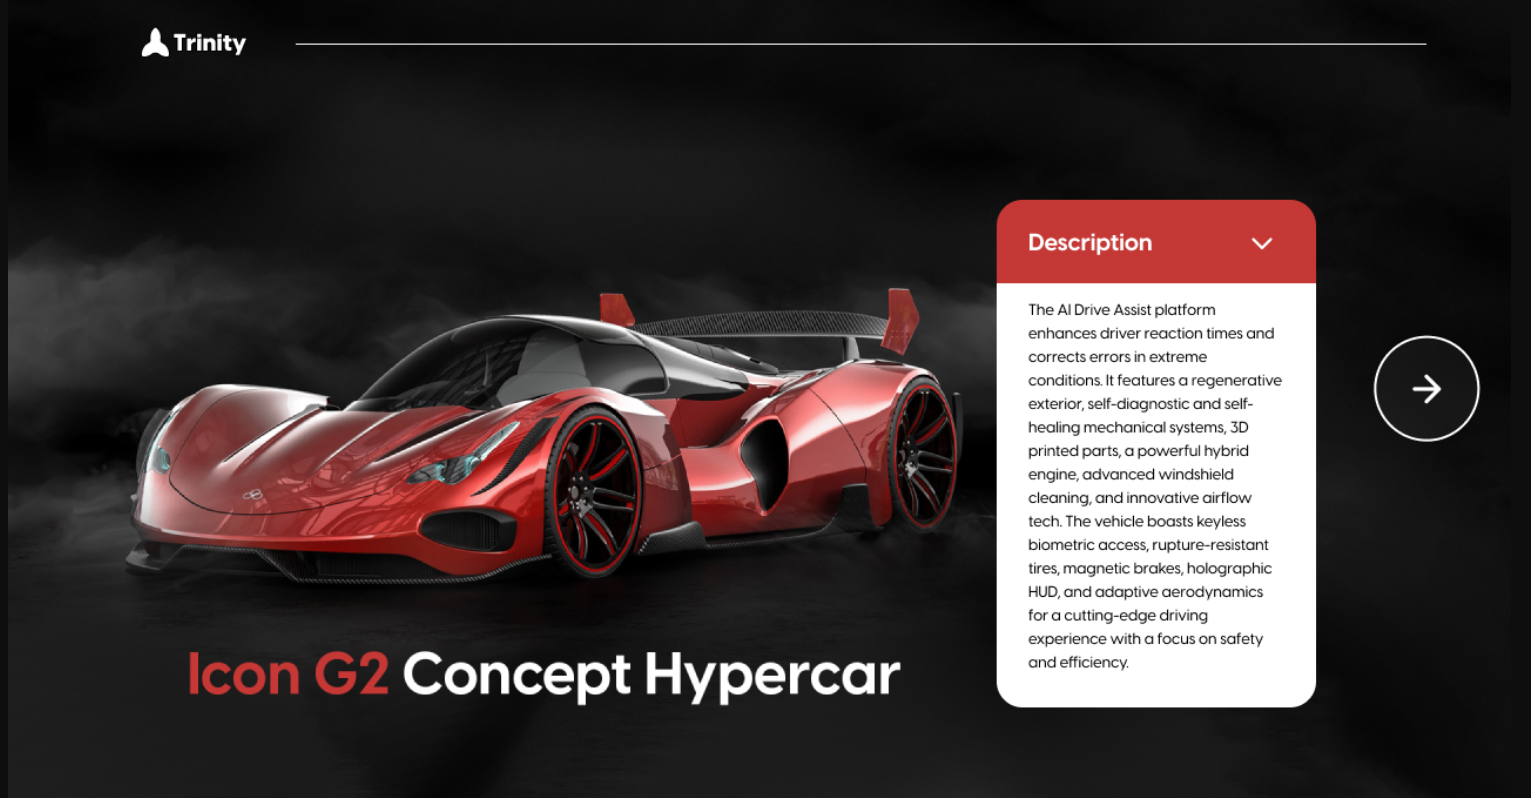 Trinity
Description
The AI Drive Assist platform
enhances driver reaction times and
corrects errors in extreme
conditions. It features a regenerative
exterior, self-diagnostic and self-
healing mechanical systems, 3D
printed parts, a powerful hybrid
engine, advanced windshield
cleaning, and innovative airflow
tech. The vehicle boasts keyless
biometric access, rupture-resistant
tires, magnetic brakes, holographic
HUD, and adaptive aerodynamics
for a cutting-edge driving
experience with a focus on safety
and efficiency.
Icon G2 Concept Hypercar